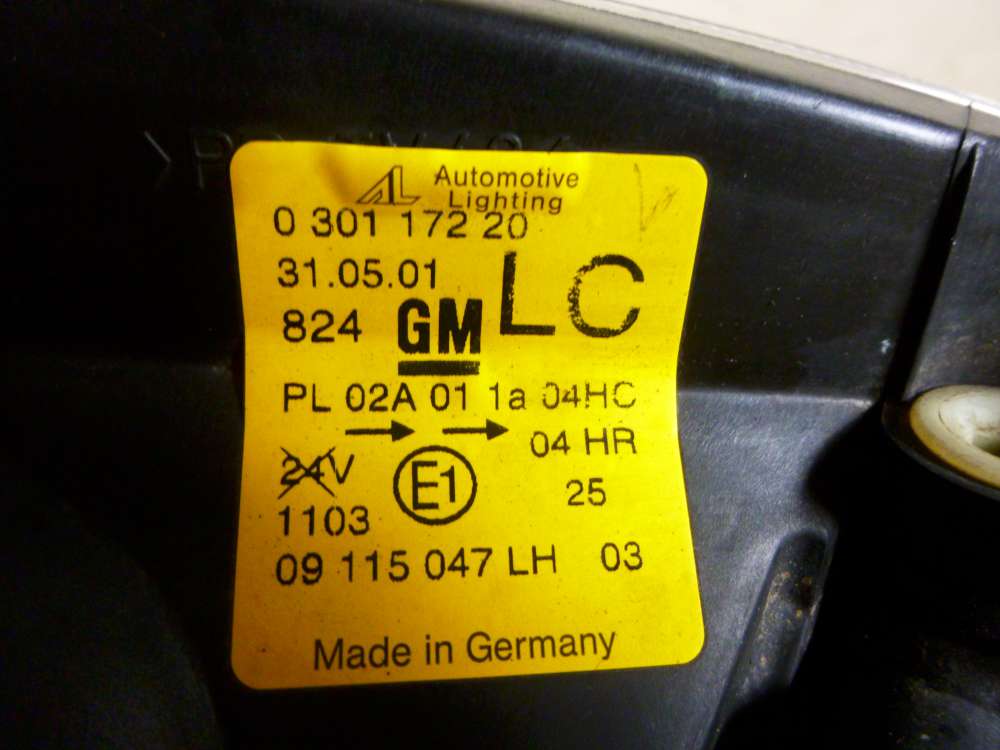 AL Automotive
Lighting
0 301 172 20
31.05.01
LC
824 GM
PL 02A 01 1a 04HC
04 HR
24V
E1
25
1103
09 115 047 LH 03
Made in Germany